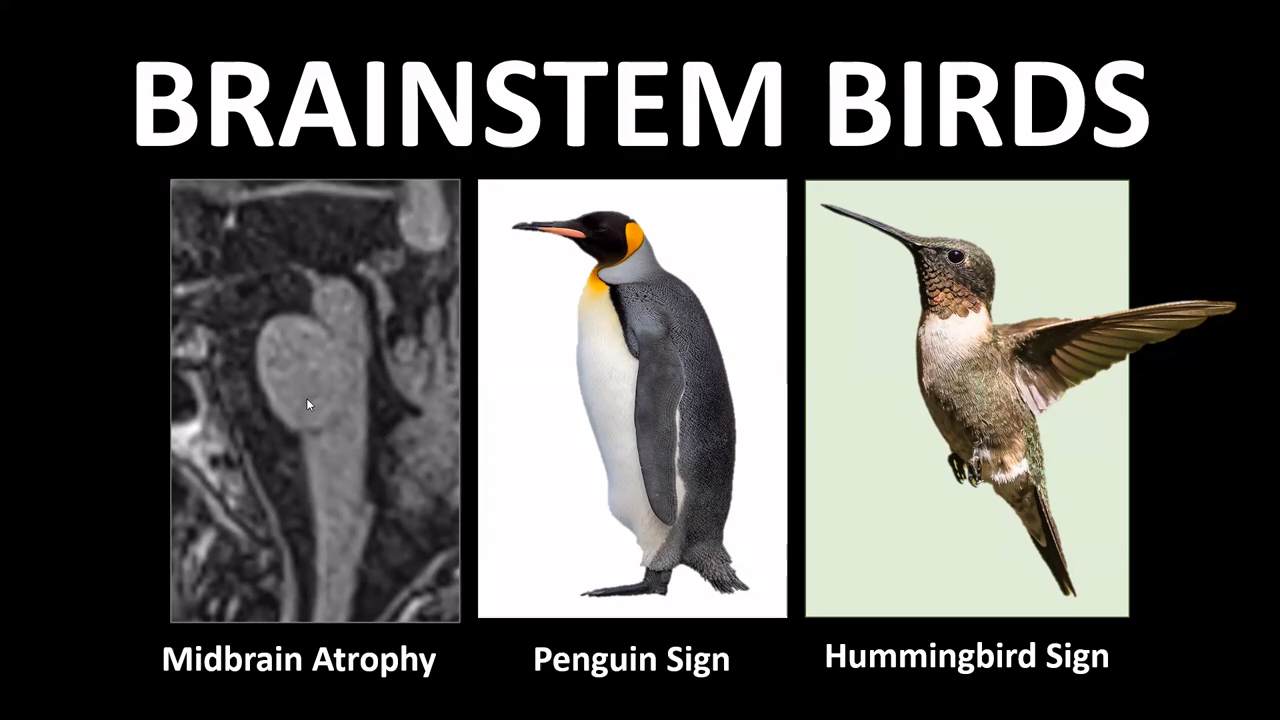 BRAINSTEM BIRDS
Midbrain Atrophy
Penguin Sign
Hummingbird Sign